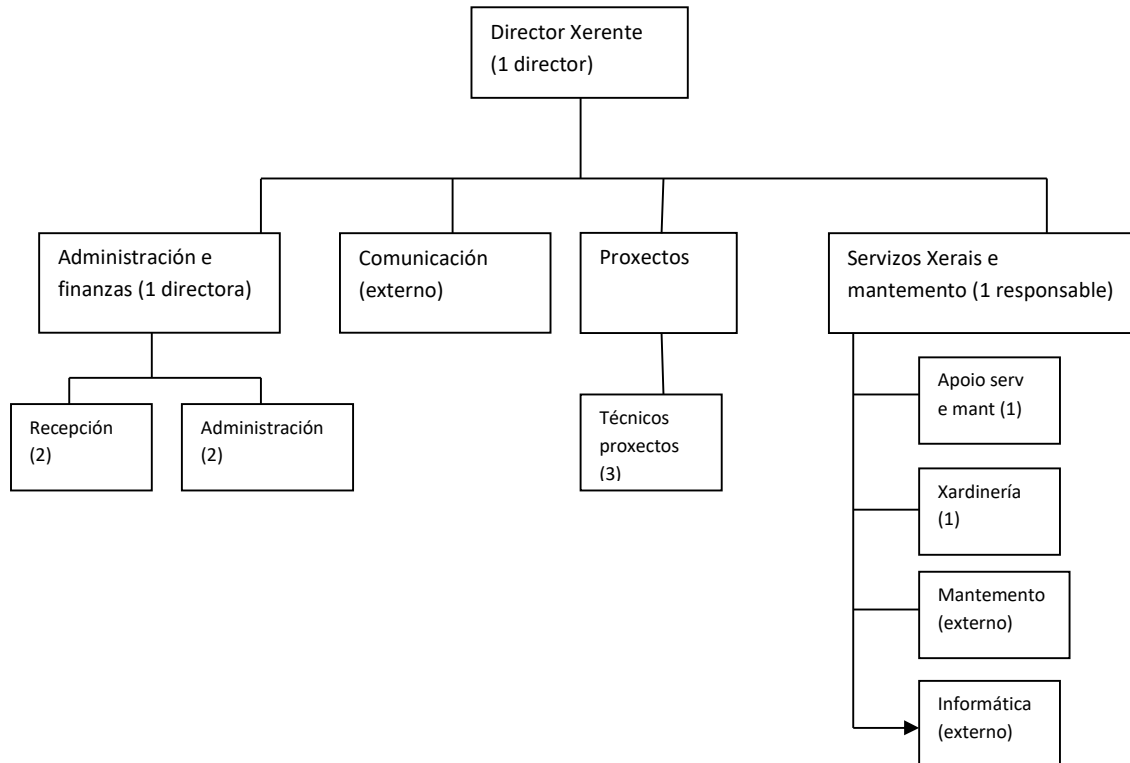 Director Xerente
(1 director)
Administración e
finanzas (1 directora)
Comunicación
(externo)
Proxectos
Servizos Xerais e
mantemento (1 responsable)
Recepción
(2)
Administración
(2)
Técnicos
proxectos
(3)
Apoio serv
e mant (1)
Xardinería
(1)
Mantemento
(externo)
Informática
(externo)